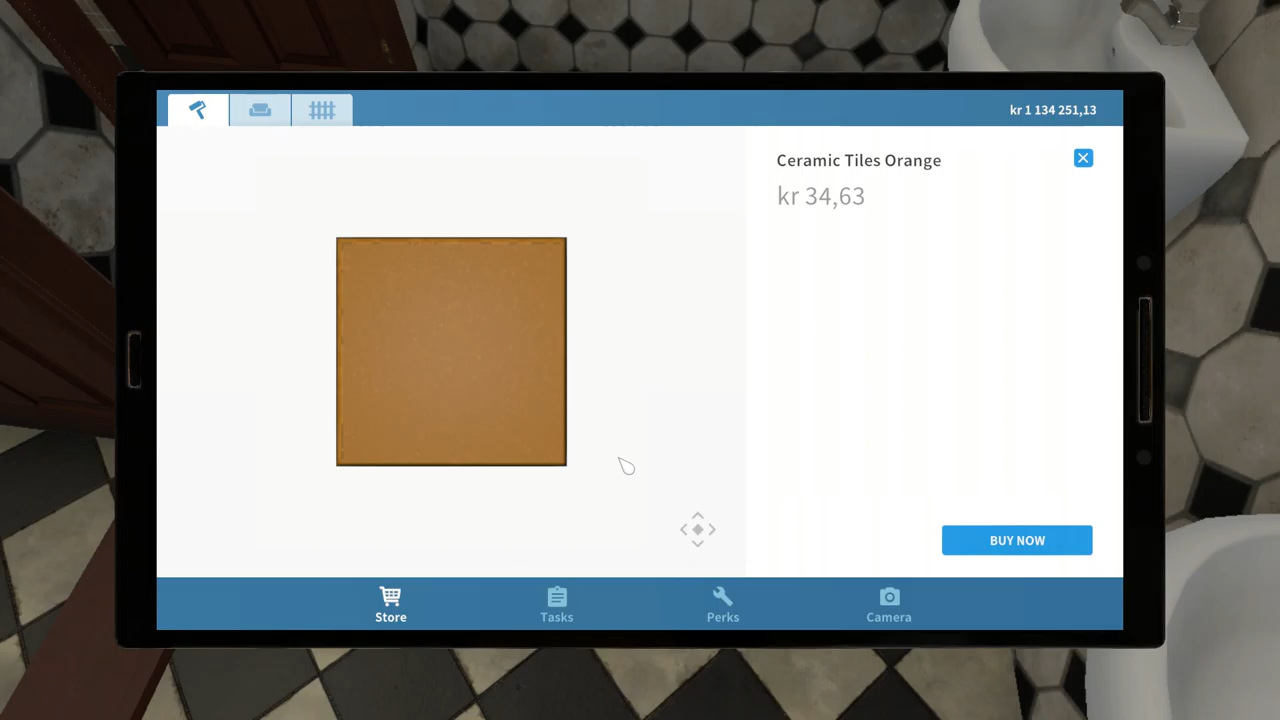 kr 1 134 251,13
Ceramic Tiles Orange
kr 34,63
BUY NOW
Store
Tasks
Perks
Camera